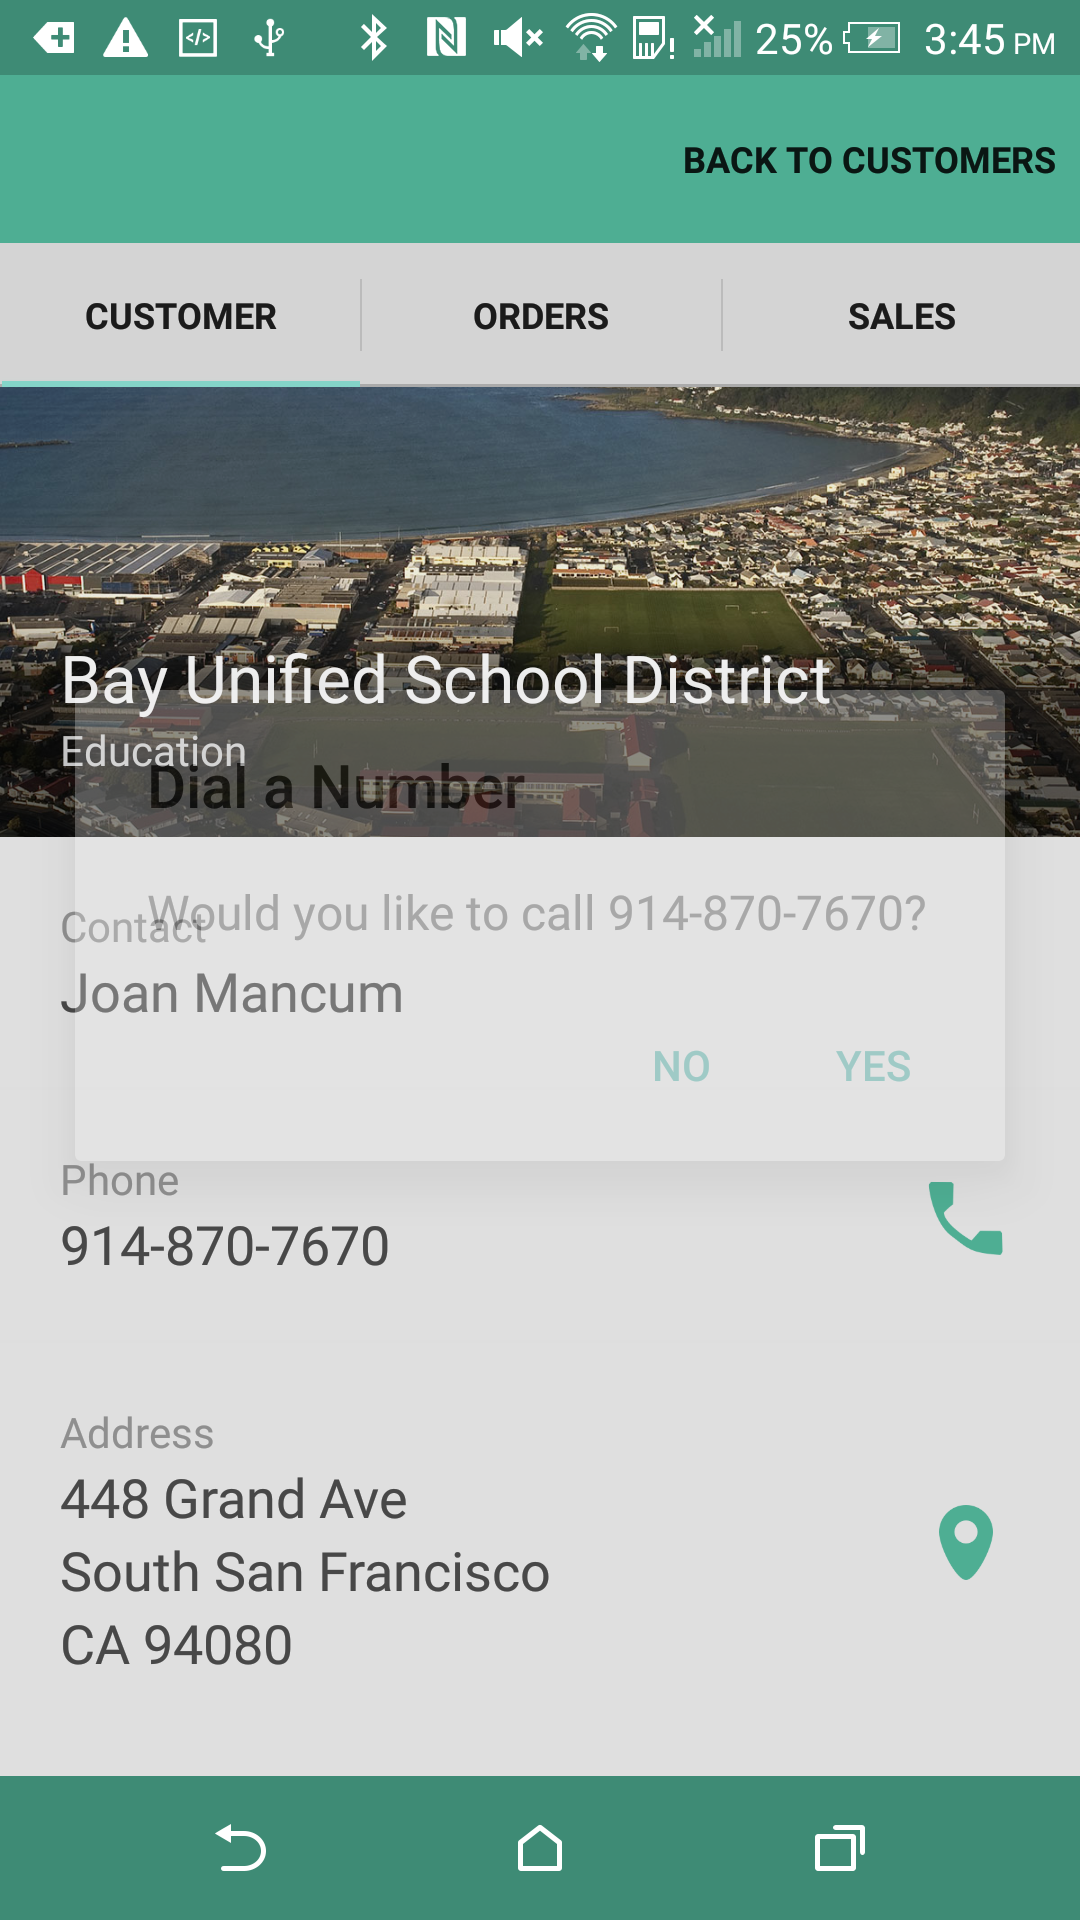 25% 3:45 PM
BACK TO CUSTOMERS
CUSTOMER ORDERS SALES
Bay Unified School District
Education
Dial a Number
Would you like to call 914-870-7670?
Contact
Joan Mancum
NO YES
Phone
914-870-7670
Address
448 Grand Ave
South San Francisco
CA 94080